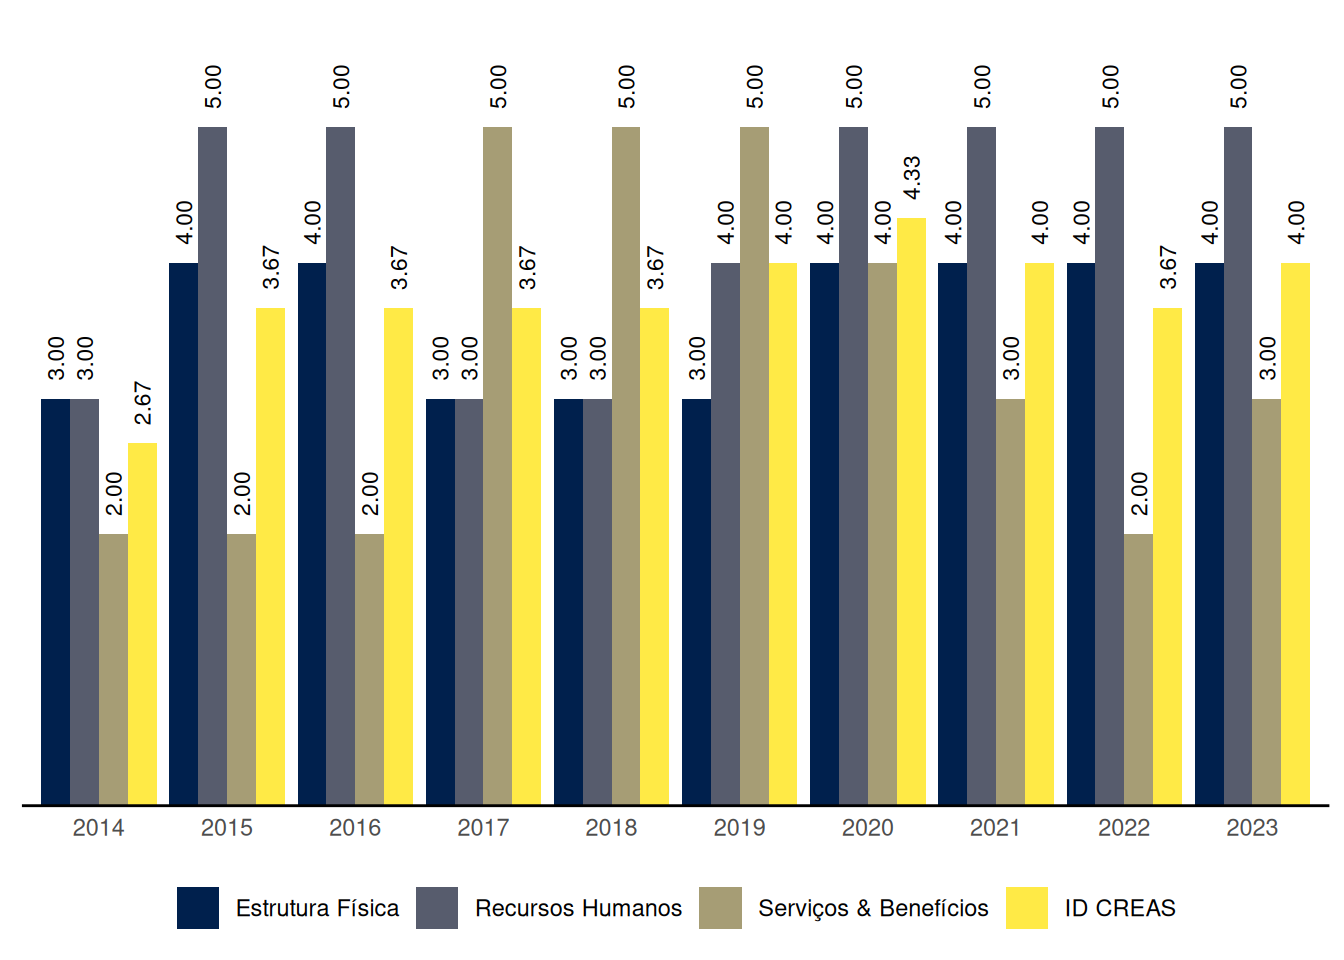 5.00 5.00 5.00 5.00 5.00 5.00 5.00 5.00 5.00
4.33
4.00 4.00 4.00 4.00 4.00 4.00 4.00 4.00 4.00 4.00 4.00
3.67 3.67 3.67 3.67 3.67
3.00 3.00 3.00 3.00 3.00 3.00 3.00 3.00 3.00
2.67
2.00 2.00 2.00 2.00
2014 2015 2016 2017 2018 2019 2020 2021 2022 2023
Estrutura Física Recursos Humanos Serviços & Benefícios ID CREAS